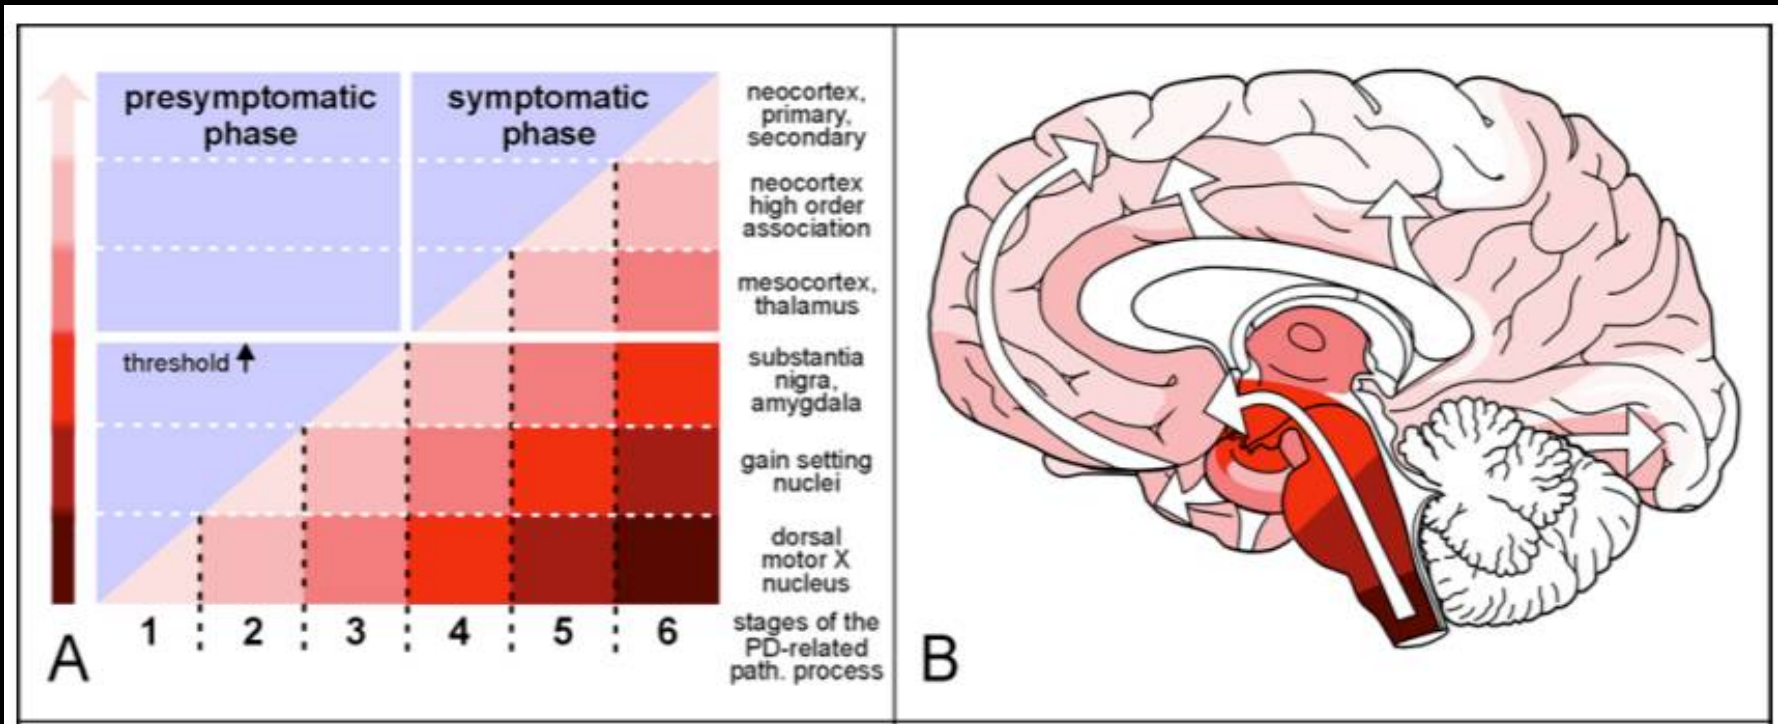 presymptomatic
phase
symptomatic
phase
neocortex,
primary,
secondary
neocortex
high order
association
mesocortex,
thalamus
threshold
substantia
nigra,
amygdala
gain setting
nuclei
dorsal
motor X
nucleus
1 2 3 4 5 6
stages of the
PD-related
path. process
A
B